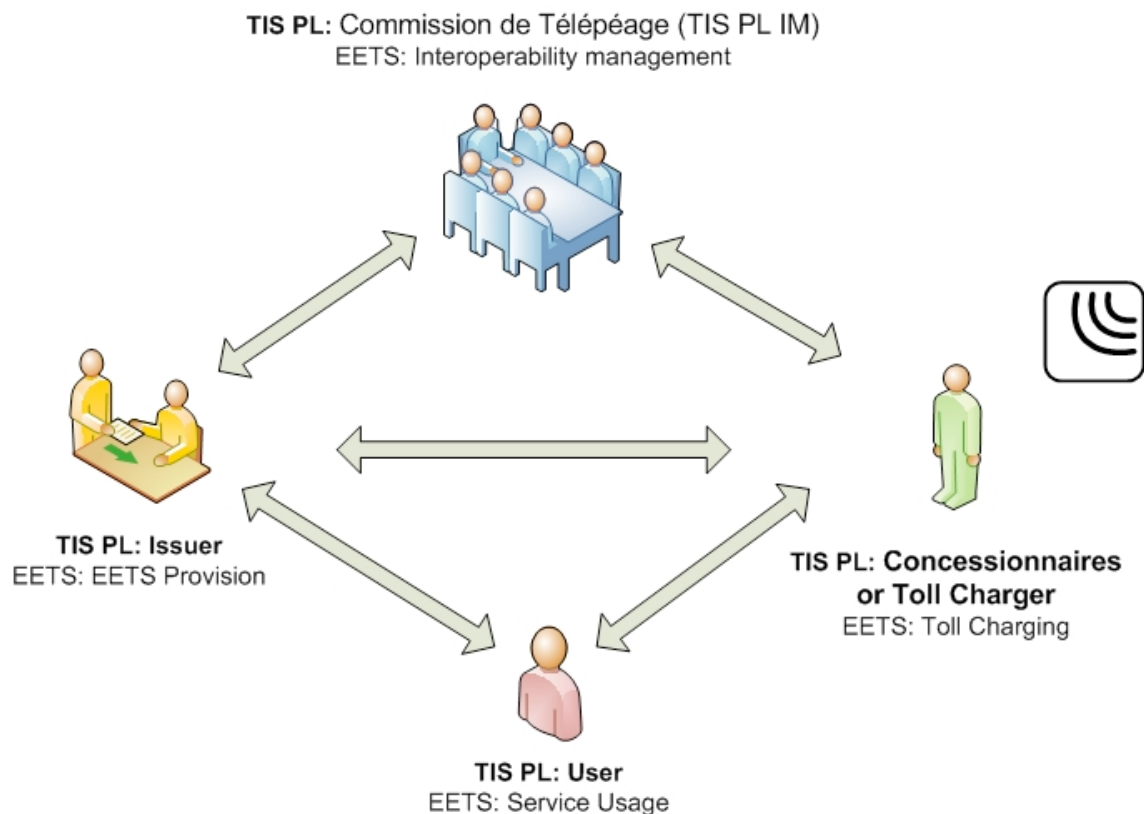 TIS PL: Commission de Télépéage (TIS PL IM)
EETS: Interoperability management
TIS PL: Issuer
EETS: EETS Provision
TIS PL: Concessionnaires
or Toll Charger
EETS: Toll Charging
TIS PL: User
EETS: Service Usage